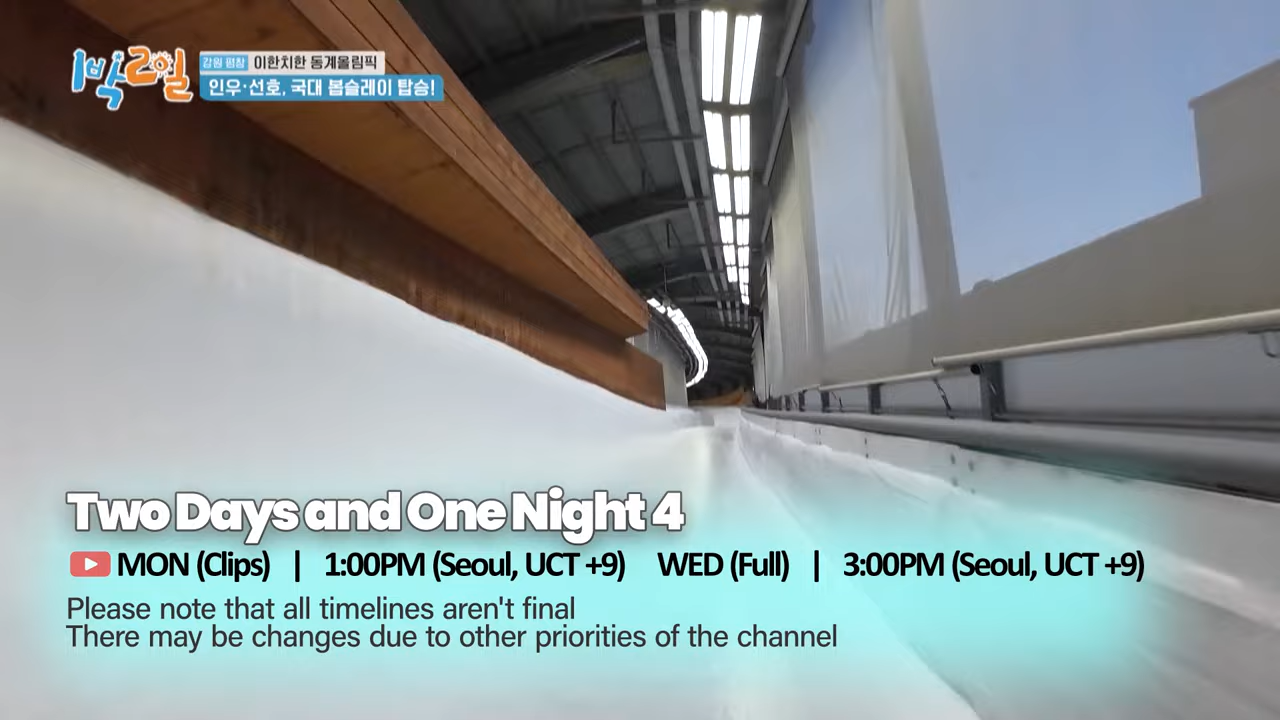 1박2일
강원 평창 이한치한 동계올림픽
인우·선호, 국대 봅슬레이 탑승!
Two Days and One Night 4
MON (Clips) | 1:00PM (Seoul, UCT +9) WED (Full) | 3:00PM (Seoul, UCT +9)
Please note that all timelines aren't final
There may be changes due to other priorities of the channel